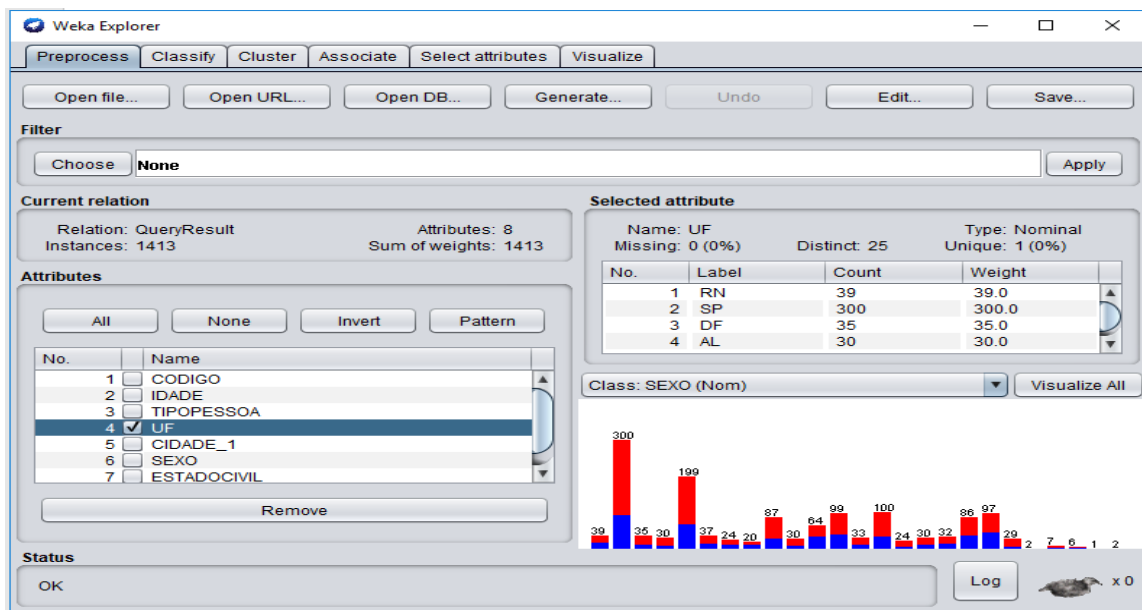 Weka Explorer
Preprocess Classify Cluster Associate Select attributes Visualize
Open file... Open URL... Open DB... Generate... Undo Edit... Save...
Filter
Choose None Apply
Current relation
Relation: QueryResult Attributes: 8
Instances: 1413 Sum of weights: 1413
Attributes
All None Invert Pattern
No. Name
1 CODIGO
2 IDADE
3 TIPOPESSOA
4 UF
5 CIDADE_1
6 SEXO
7 ESTADOCIVIL
Remove
Selected attribute
Name: UF Type: Nominal
Missing: 0 (0%) Distinct: 25 Unique: 1 (0%)
No. Label Count Weight
1 RN 39 39.0
2 SP 300 300.0
3 DF 35 35.0
4 AL 30 30.0
Class: SEXO (Nom) Visualize All
39 300 35 30 199 37 24 20 87 30 64 99 33 100 24 30 32 86 97 29 2 7 6 1 2
Status
OK Log x 0